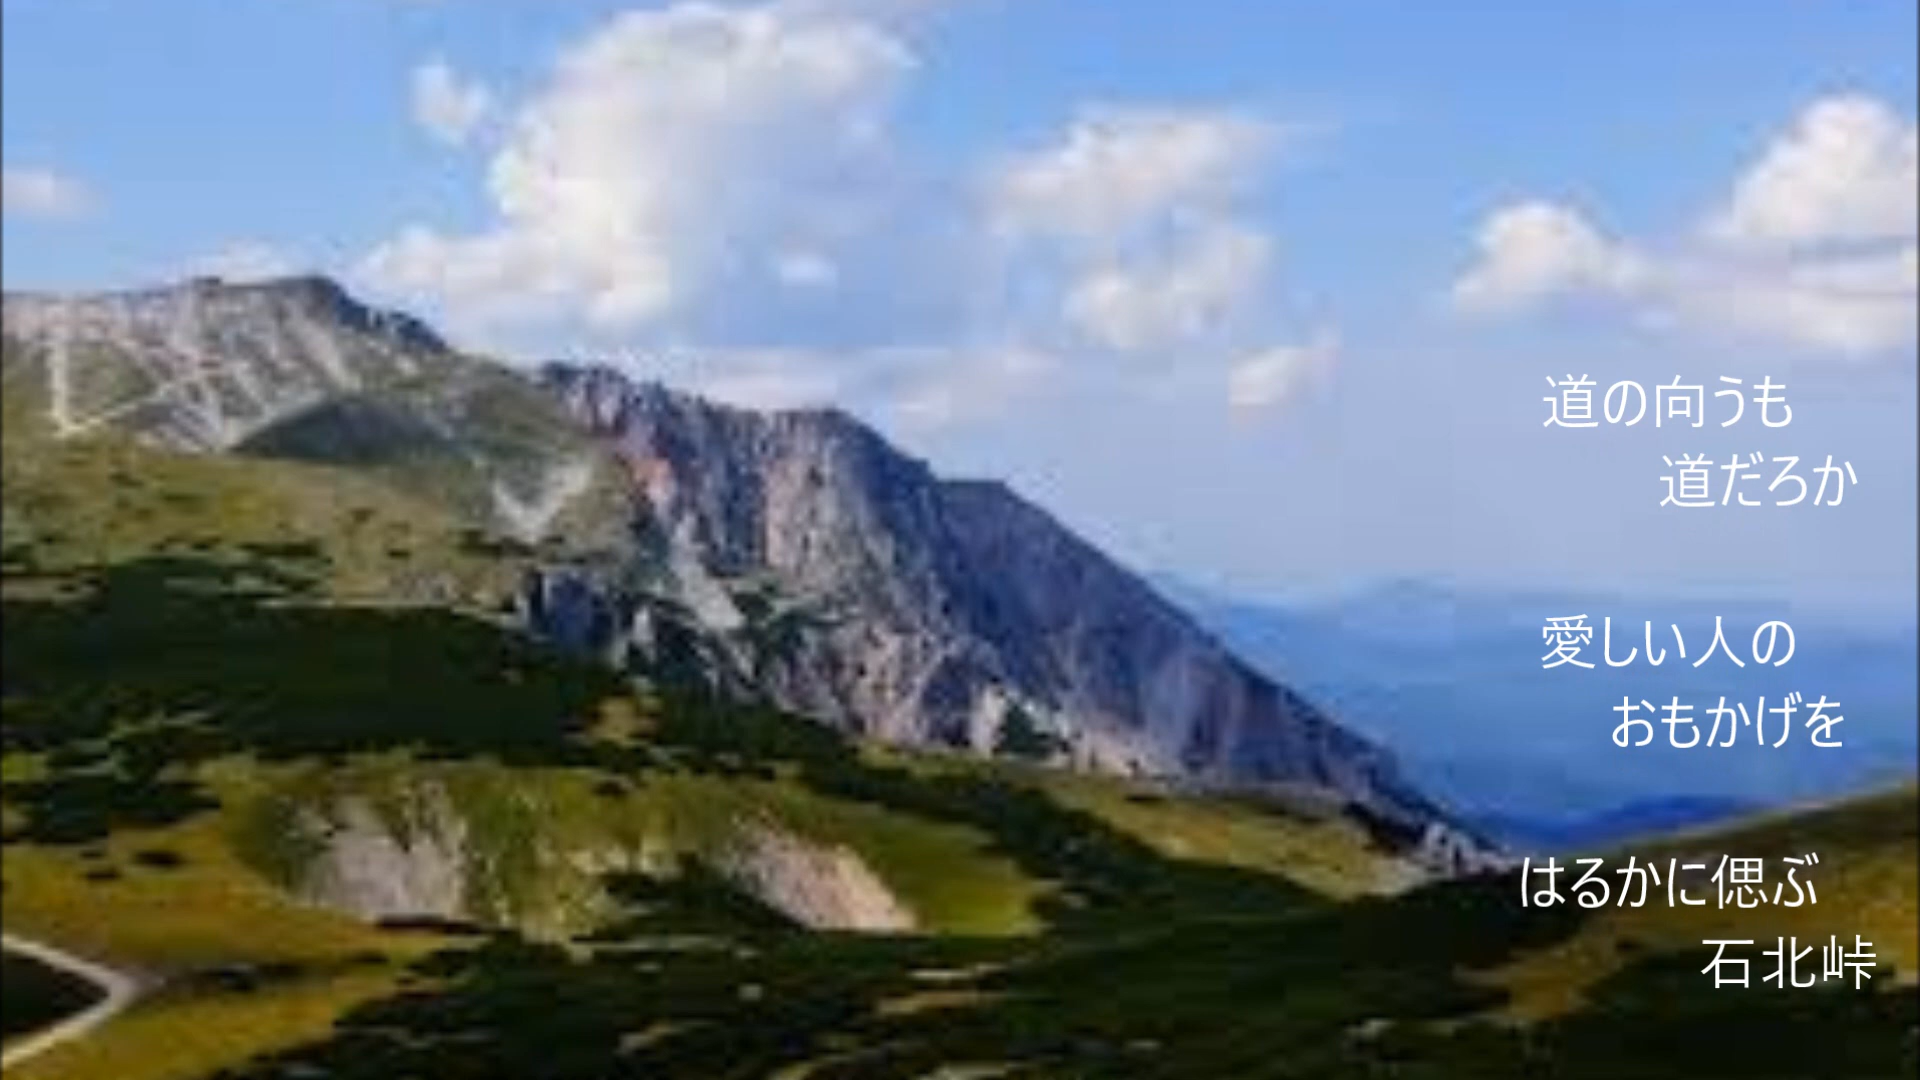 道の向うも
道だろか
愛しい人の
おもかげを
はるかに偲ぶ
石北峠